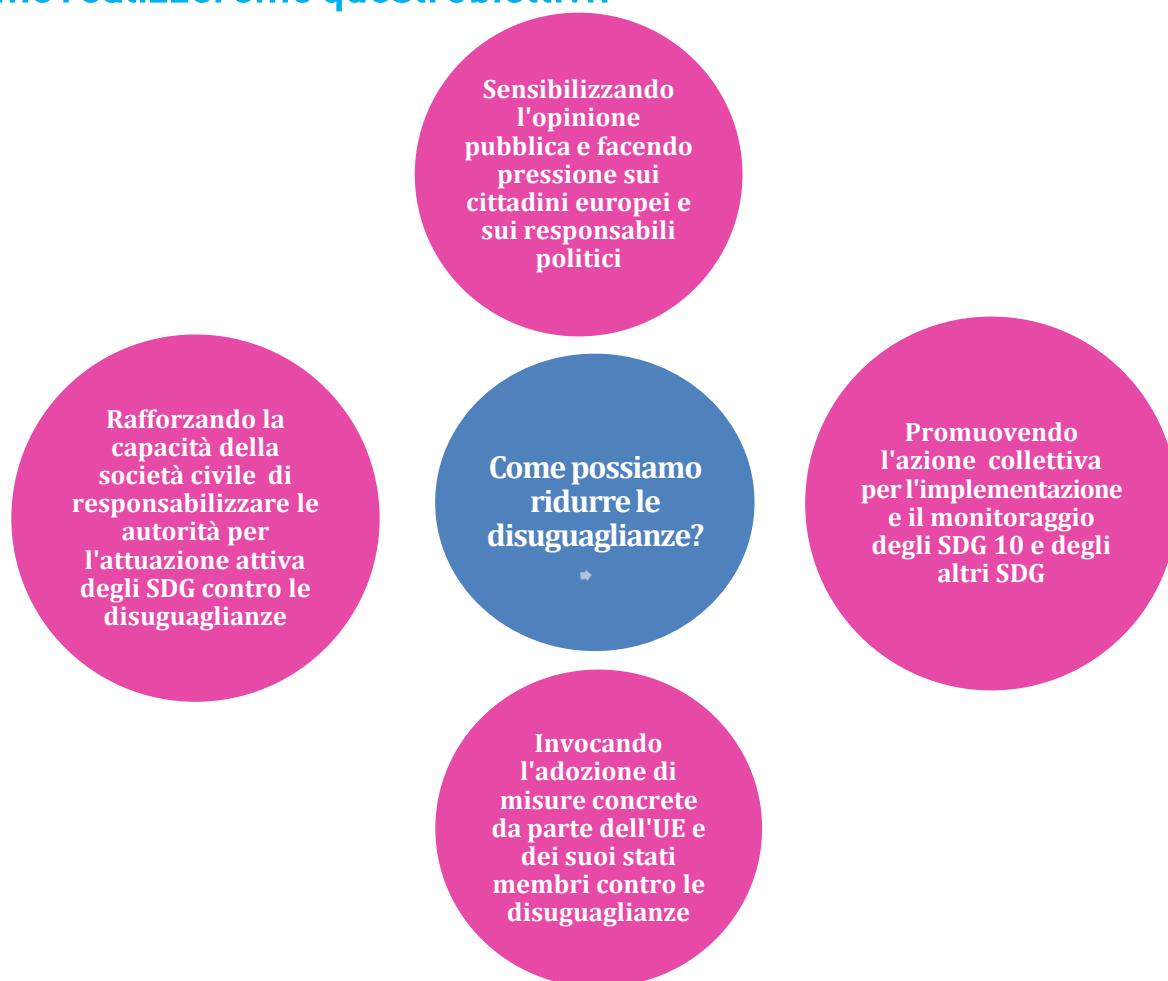 questi obiettivi
Sensibilizzando
l'opinione
pubblica e facendo
pressione sui
cittadini europei e
sui responsabili
politici
Rafforzando la
capacità della
società civile di
responsabilizzare le
autorità per
l'attuazione attiva
degli SDG contro le
disuguaglianze
Come possiamo
ridurre le
disuguaglianze?
Promuovendo
l'azione collettiva
per l'implementazione
e il monitoraggio
degli SDG 10 e degli
altri SDG
Invocando
l'adozione di
misure concrete
da parte dell'UE e
dei suoi stati
membri contro le
disuguaglianze